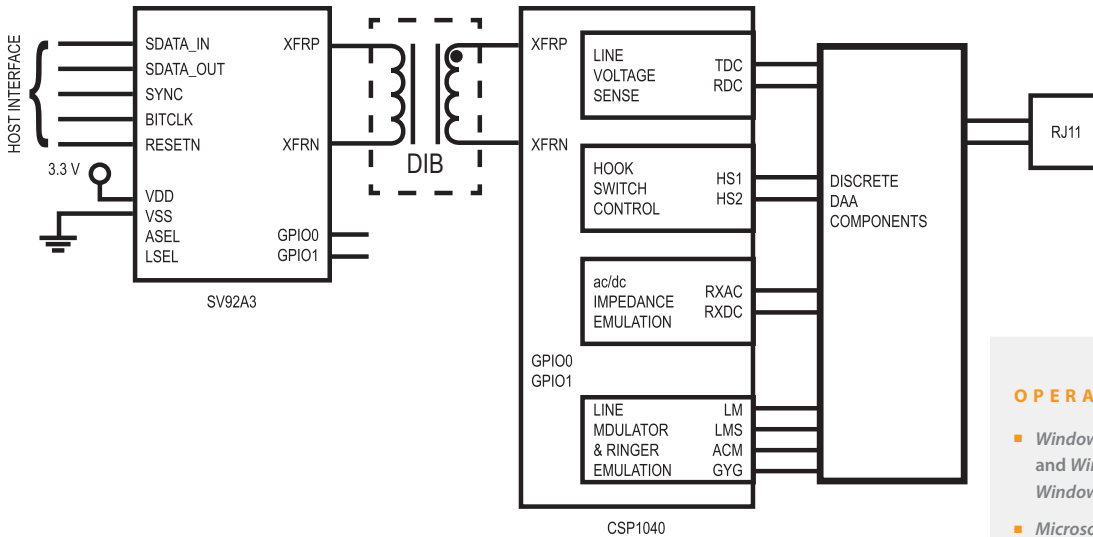 HOST INTERFACE
SDATA_IN
SDATA_OUT
SYNC
BITCLK
RESETN
3.3 V
VDD
VSS
ASEL
LSEL
XFRP
XFRN
GPIO0
GPIO1
SV92A3
DIB
XFRP
XFRN
GPIO0
GPIO1
LINE
VOLTAGE
SENSE
TDC
RDC
HOOK
SWITCH
CONTROL
HS1
HS2
ac/dc
IMPEDANCE
EMULATION
RXAC
RXDC
LINE
MDULATOR
& RINGER
EMULATION
LM
LMS
ACM
GYG
CSP1040
DISCRETE
DAA
COMPONENTS
RJ11
OPERA
Window
and Wi
Window
Microso